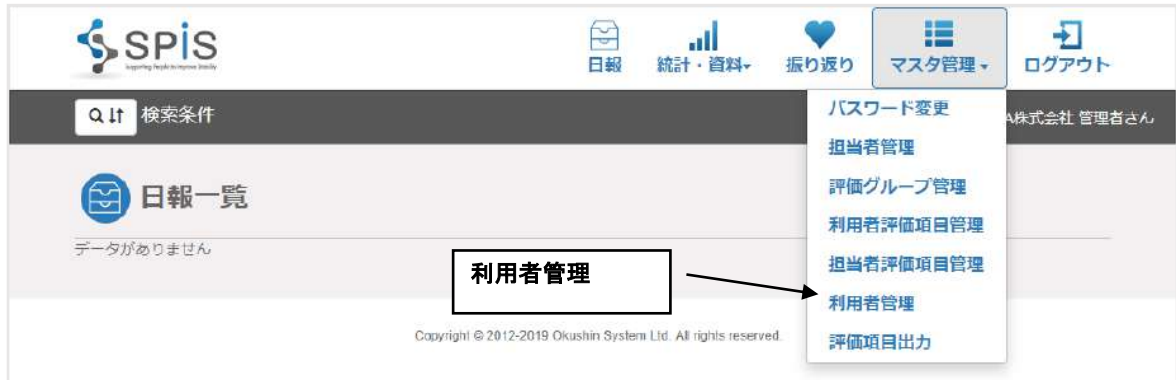 SPiS
Supporting People to Improve Stability
日報
統計・資料
振り返り
マスタ管理
ログアウト
検索条件
A株式会社 管理者さん
パスワード変更
担当者管理
評価グループ管理
利用者評価項目管理
担当者評価項目管理
利用者管理
評価項目出力
日報一覧
データがありません
利用者管理
Copyright © 2012-2019 Okushin System Ltd. All rights reserved.